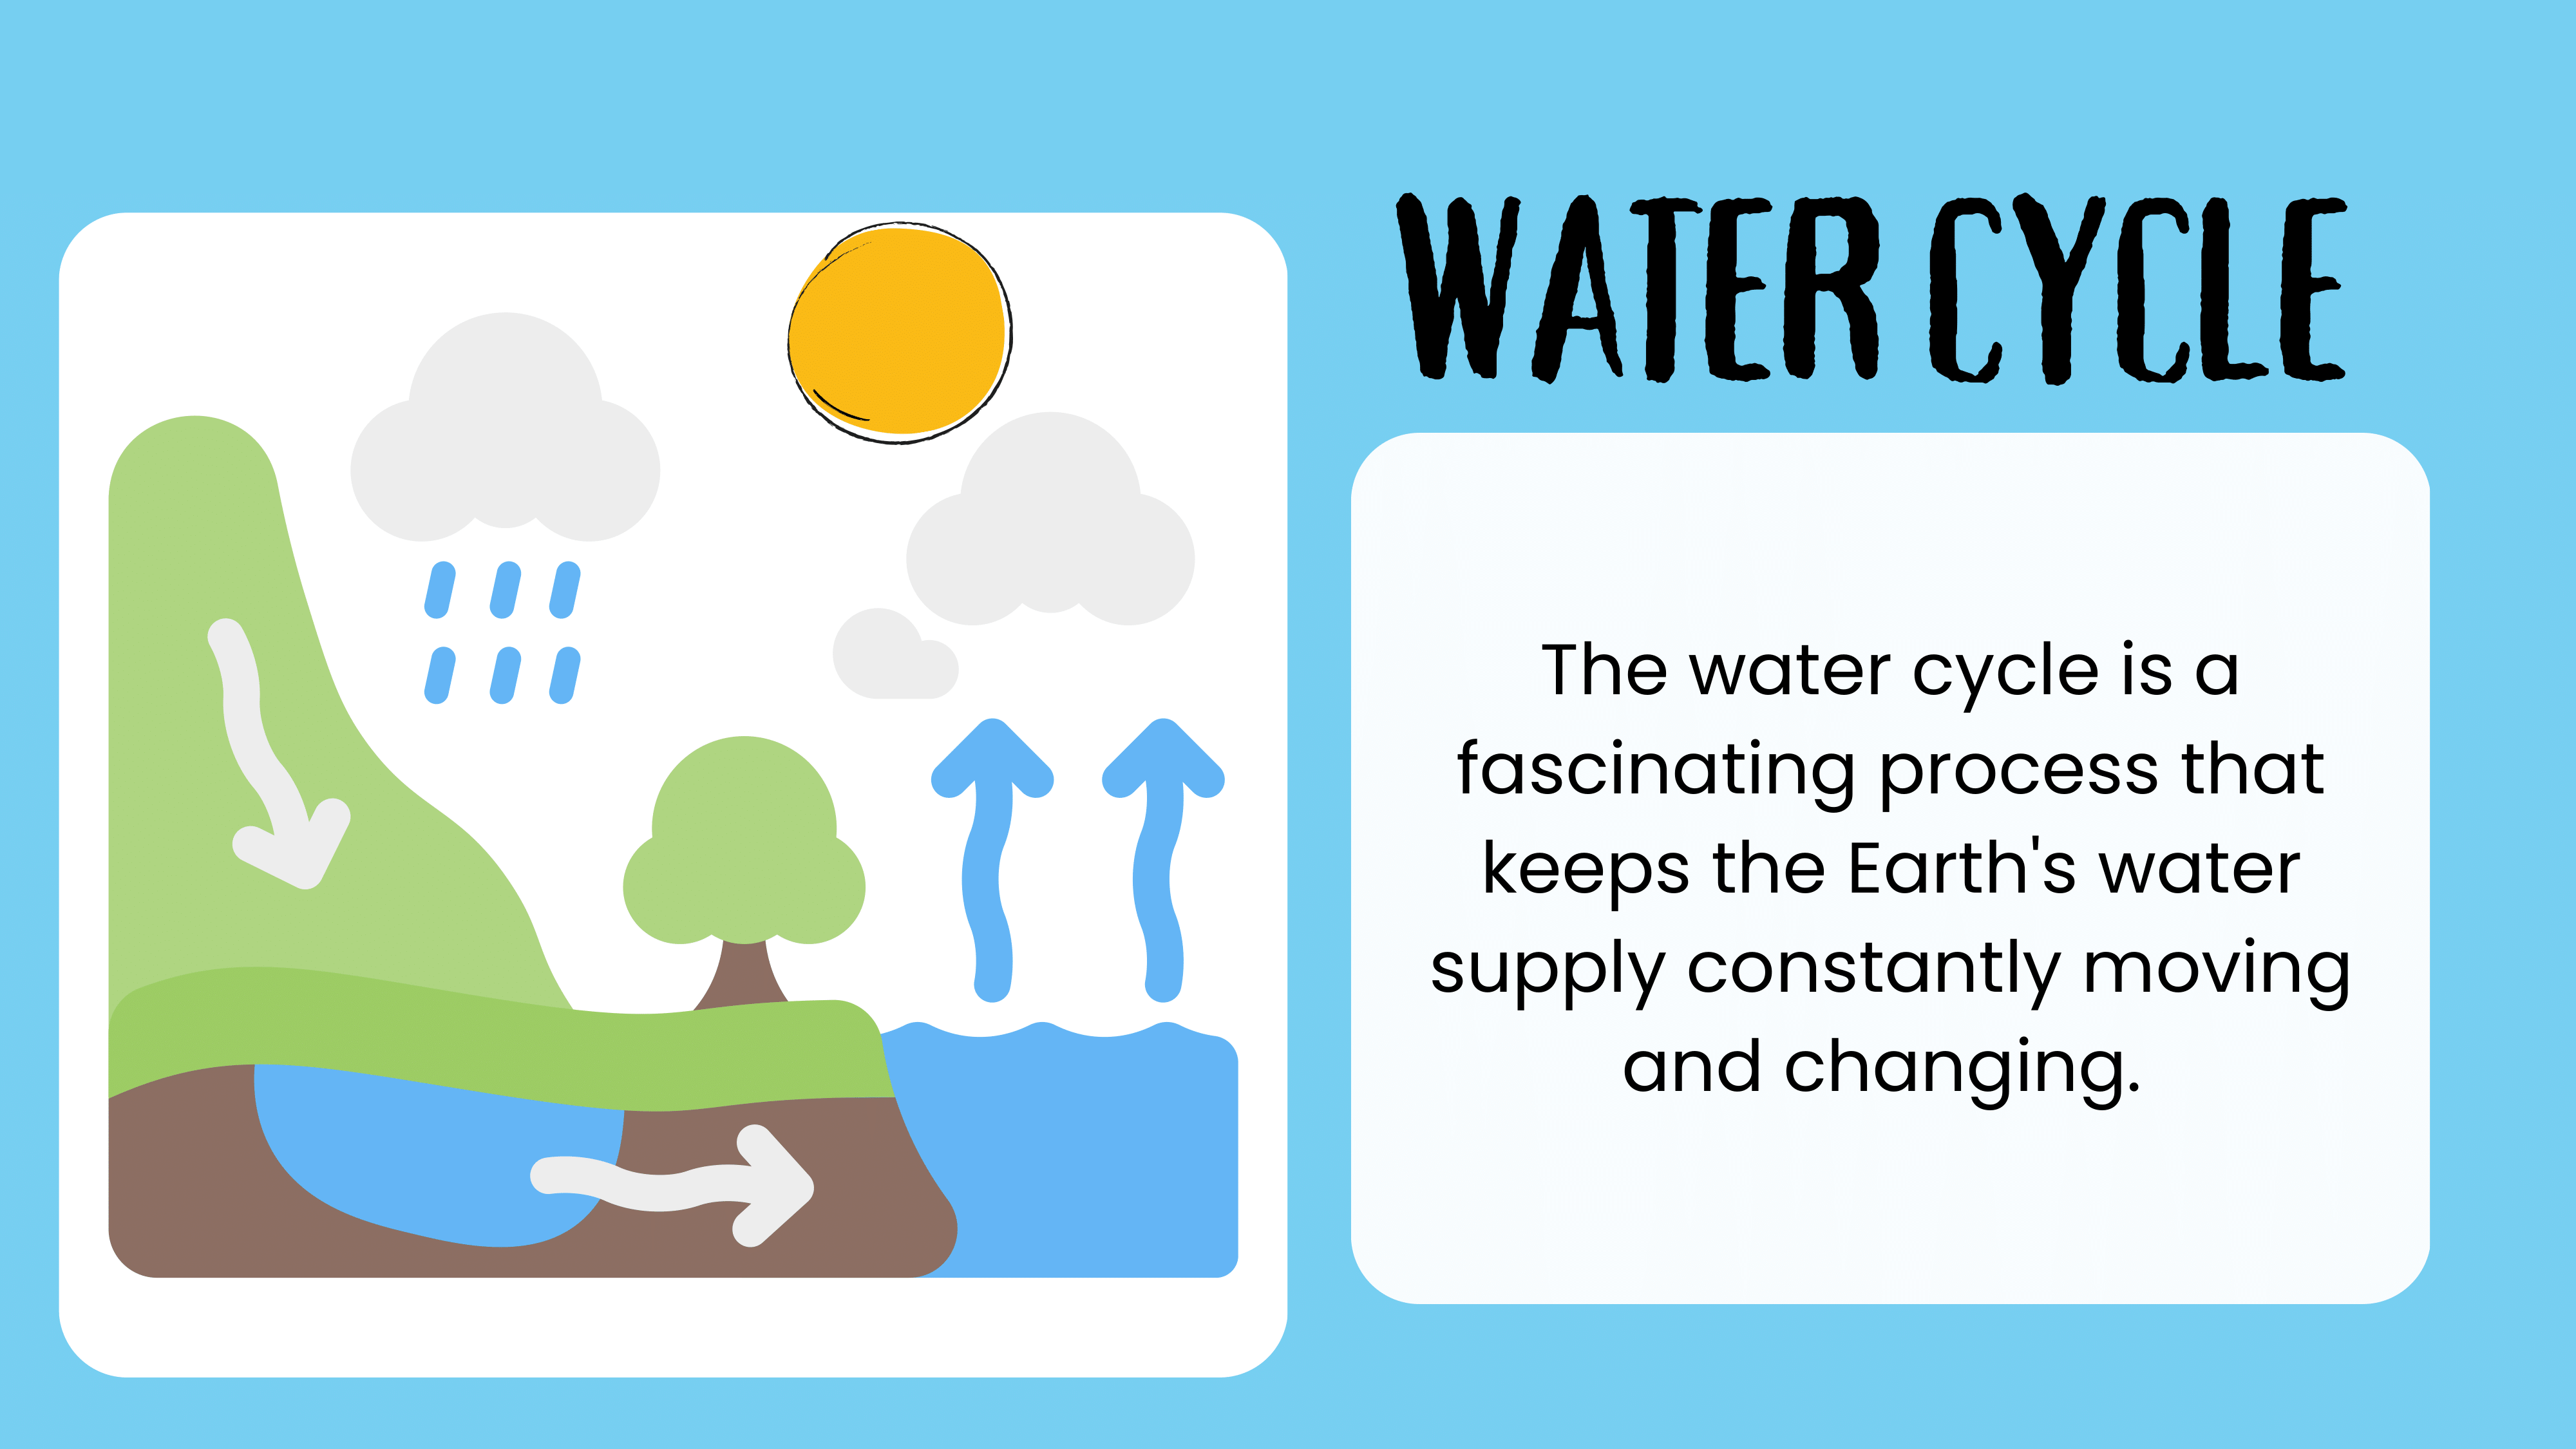 WATER CYCLE
The water cycle is a
fascinating process that
keeps the Earth's water
supply constantly moving
and changing.